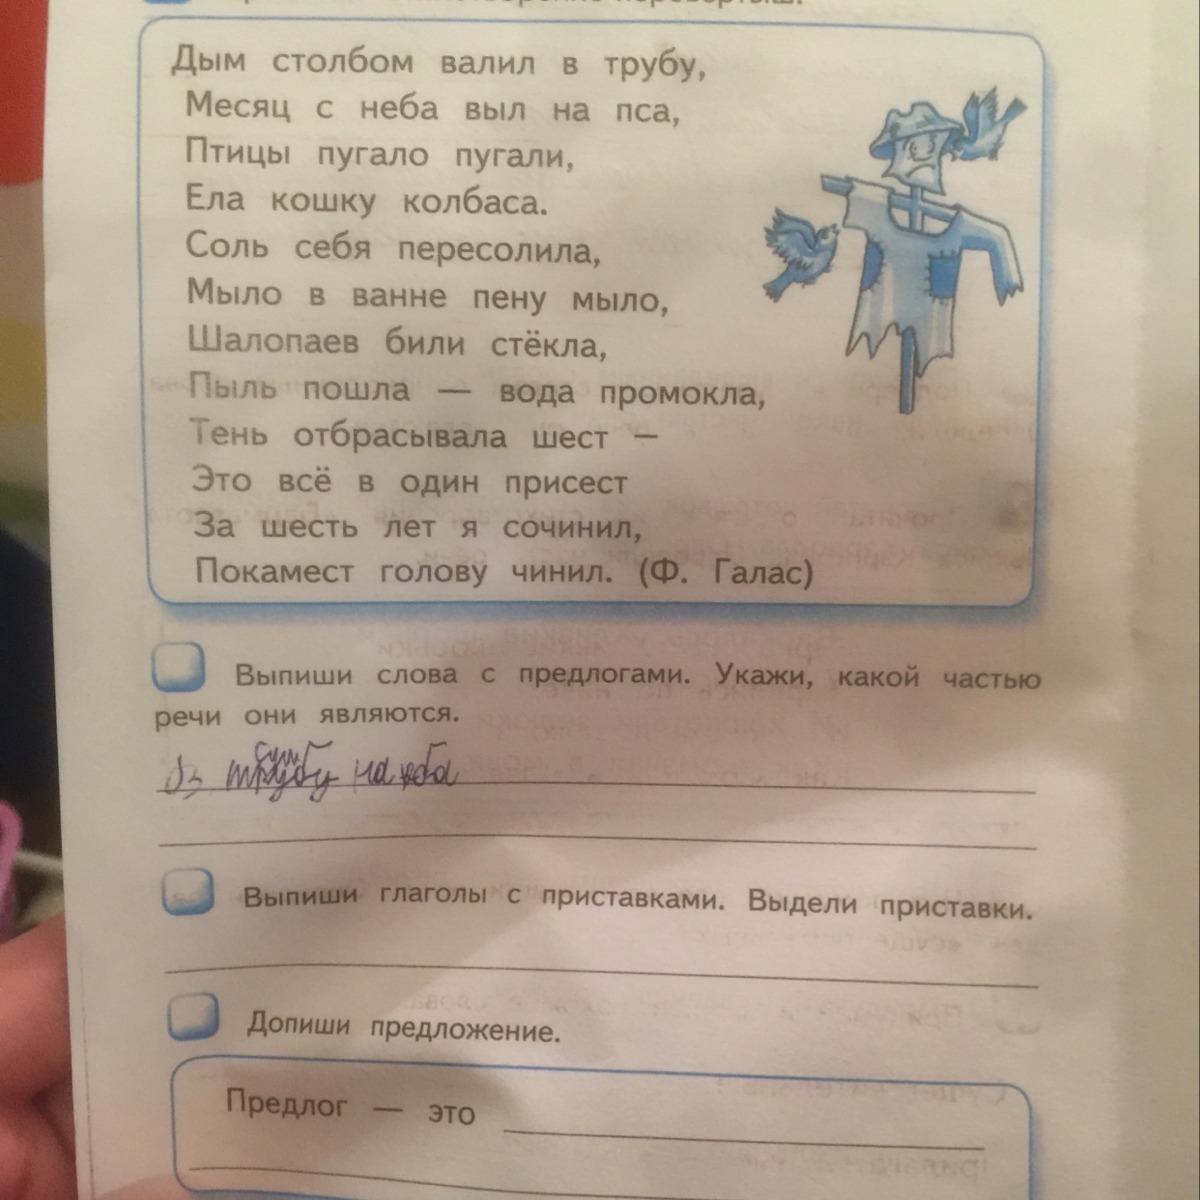 Дым столбом валил в трубу,
Месяц с неба выл на пса,
Птицы пугало пугали,
Ела кошку колбаса.
Соль себя пересолила,
Мыло в ванне пену мыло,
Шалопаев били стёкла,
Пыль пошла — вода промокла,
Тень отбрасывала шест —
Это всё в один присест
За шесть лет я сочинил,
Покамест голову чинил. (Ф. Галас)
Выпиши слова с предлогами. Укажи, какой частью
речи они являются.
сущ
трубу
Выпиши глаголы с приставками. Выдели приставки.
Допиши предложение.
Предлог — это